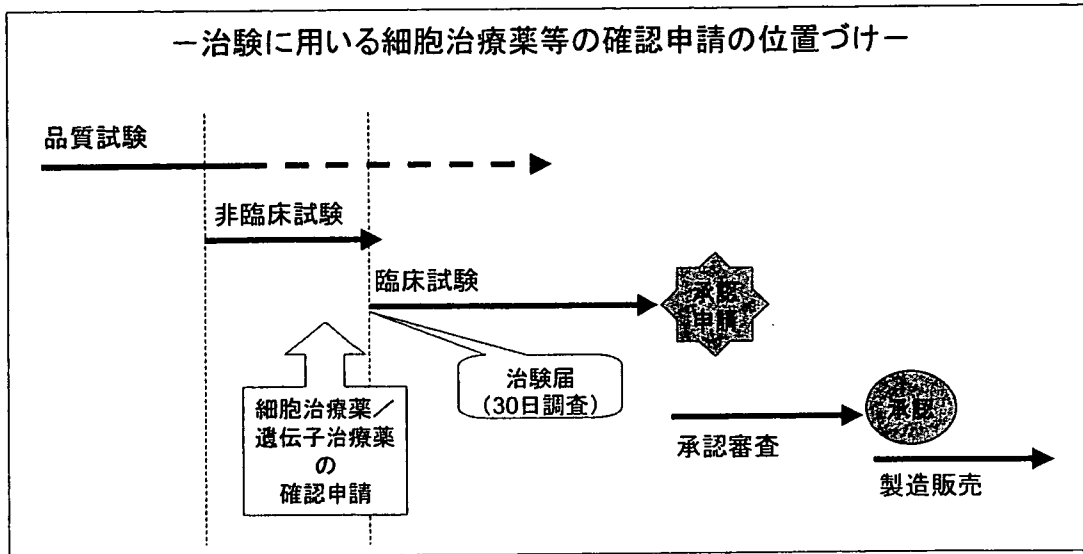 －治験に用いる細胞治療薬等の確認申請の位置づけ－
品質試験
非臨床試験
臨床試験
承認
申請
治験届
（30日調査）
細胞治療薬／
遺伝子治療薬
の
確認申請
承認審査
承認
製造販売